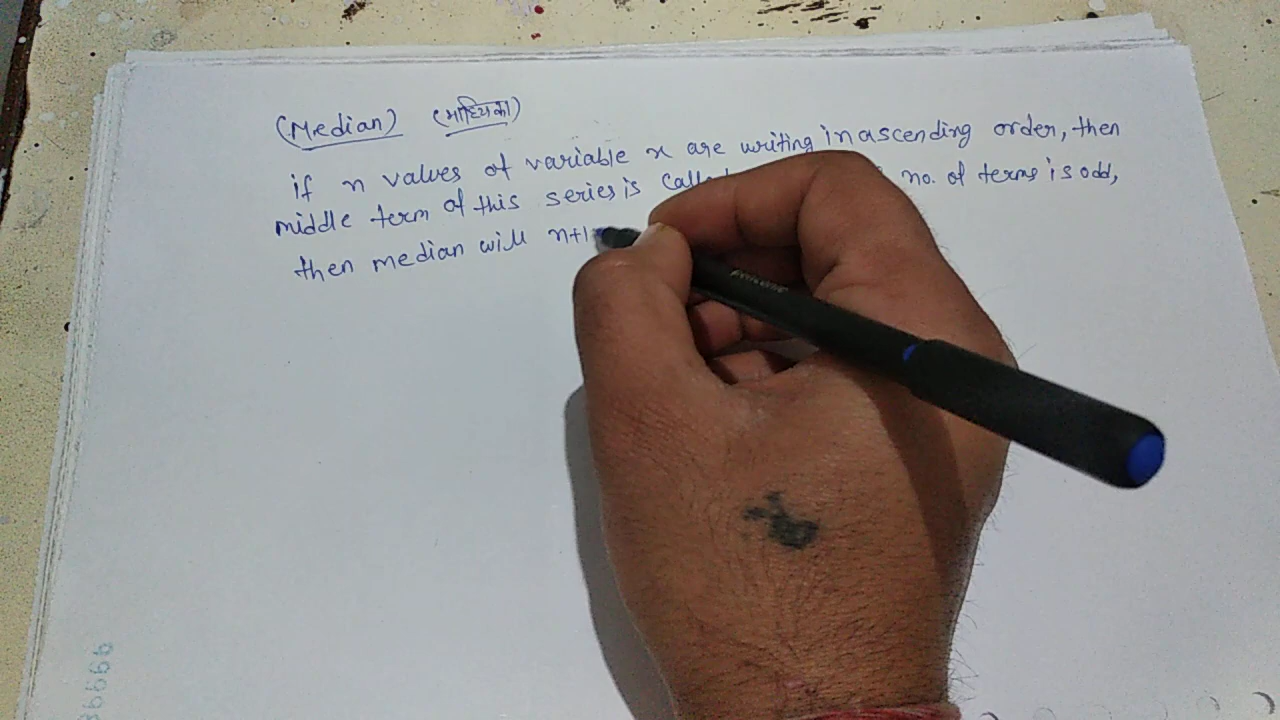 (Median) (माध्यिका)
if n values of variable x are writing in ascending order, then
middle term of this series is called no. of terms is odd,
then median will n+1